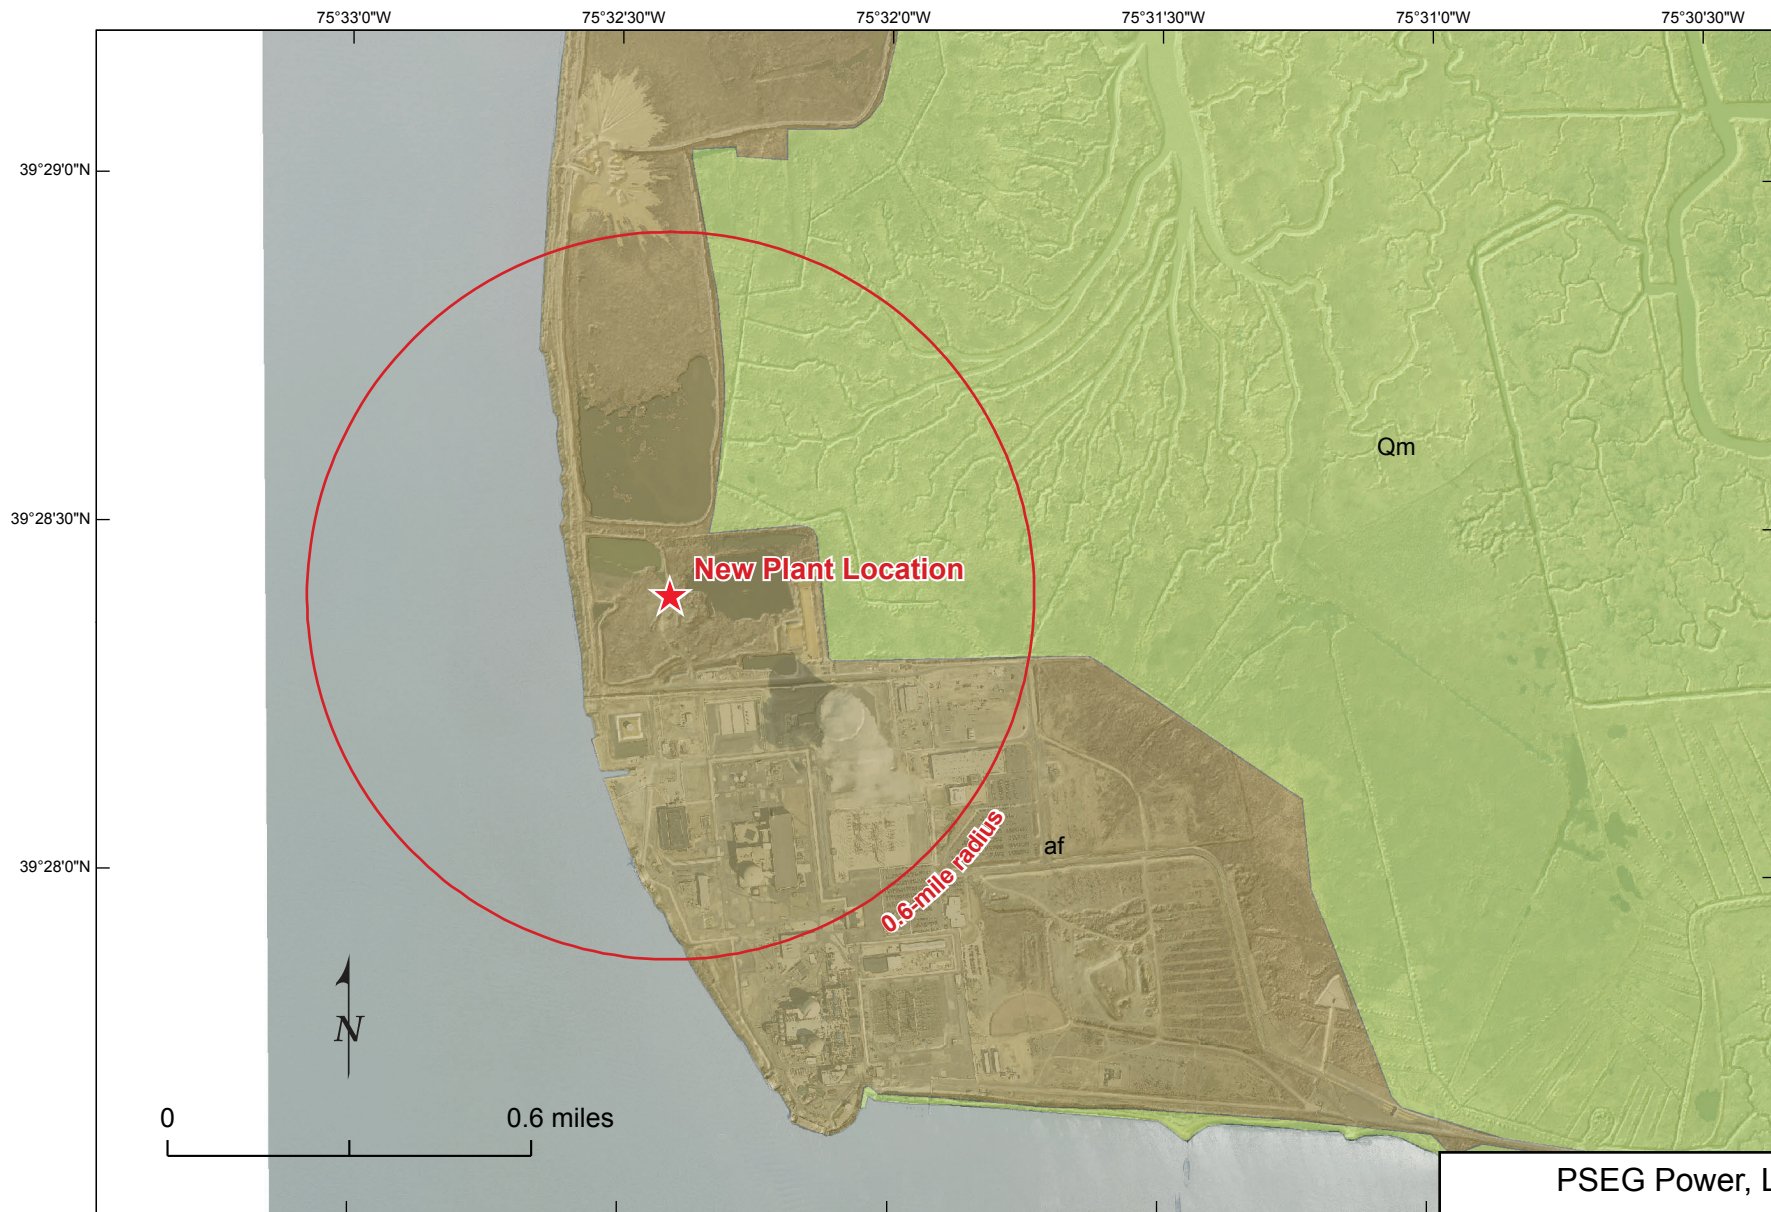 75°33'0"W
75°32'30"W
75°32'0"W
75°31'30"W
75°31'0"W
75°30'30"W
39°29'0"N
39°28'30"N
39°28'0"N
Qm
New Plant Location
af
0.6-mile radius
N
0
0.6 miles
PSEG Power, L